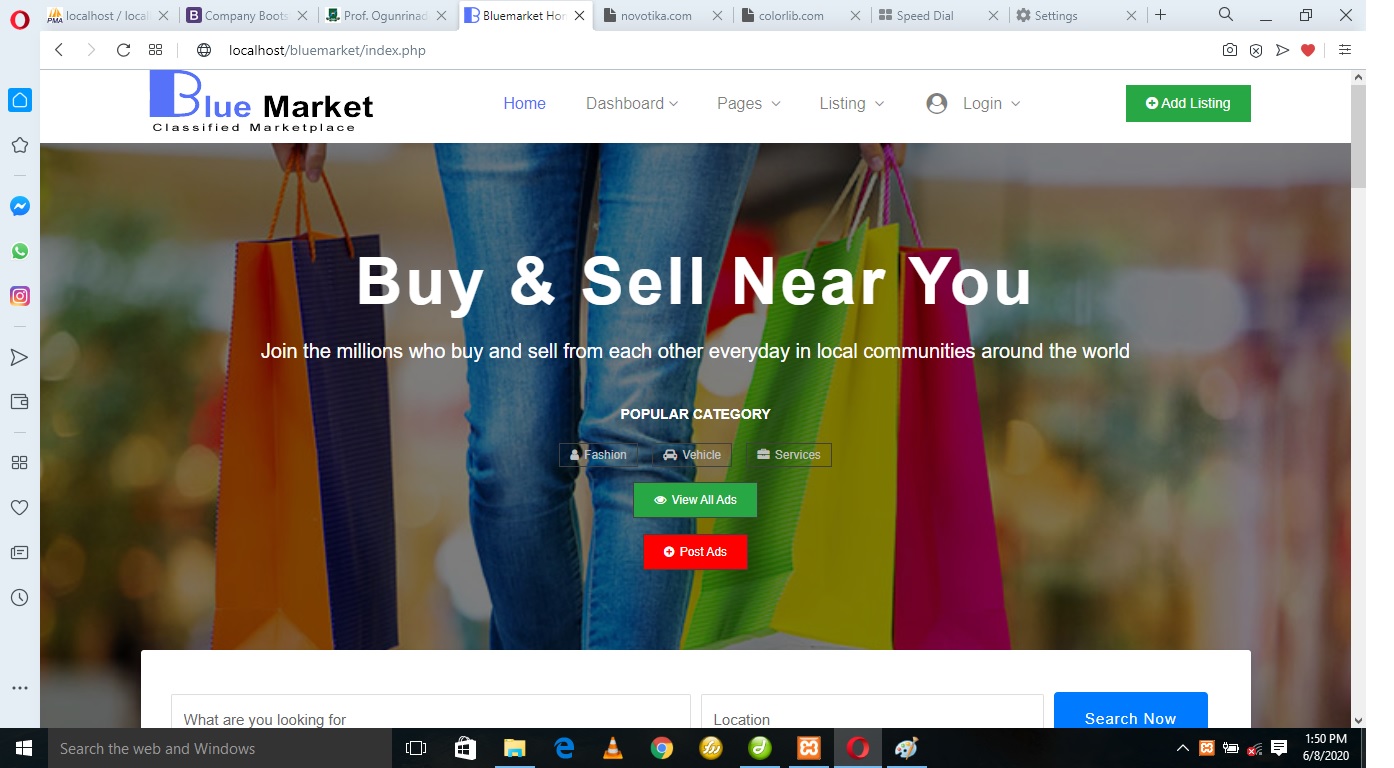 localhost / local
Company Boots
Prof. Ogunrinad
Bluemarket Hor
novotika.com
colorlib.com
Speed Dial
Settings
localhost/bluemarket/index.php
Blue Market
Classified Marketplace
Home
Dashboard
Pages
Listing
Login
Add Listing
Buy & Sell Near You
Join the millions who buy and sell from each other everyday in local communities around the world
POPULAR CATEGORY
Fashion
Vehicle
Services
View All Ads
Post Ads
What are you looking for
Location
Search Now
Search the web and Windows
1:50 PM
6/8/2020